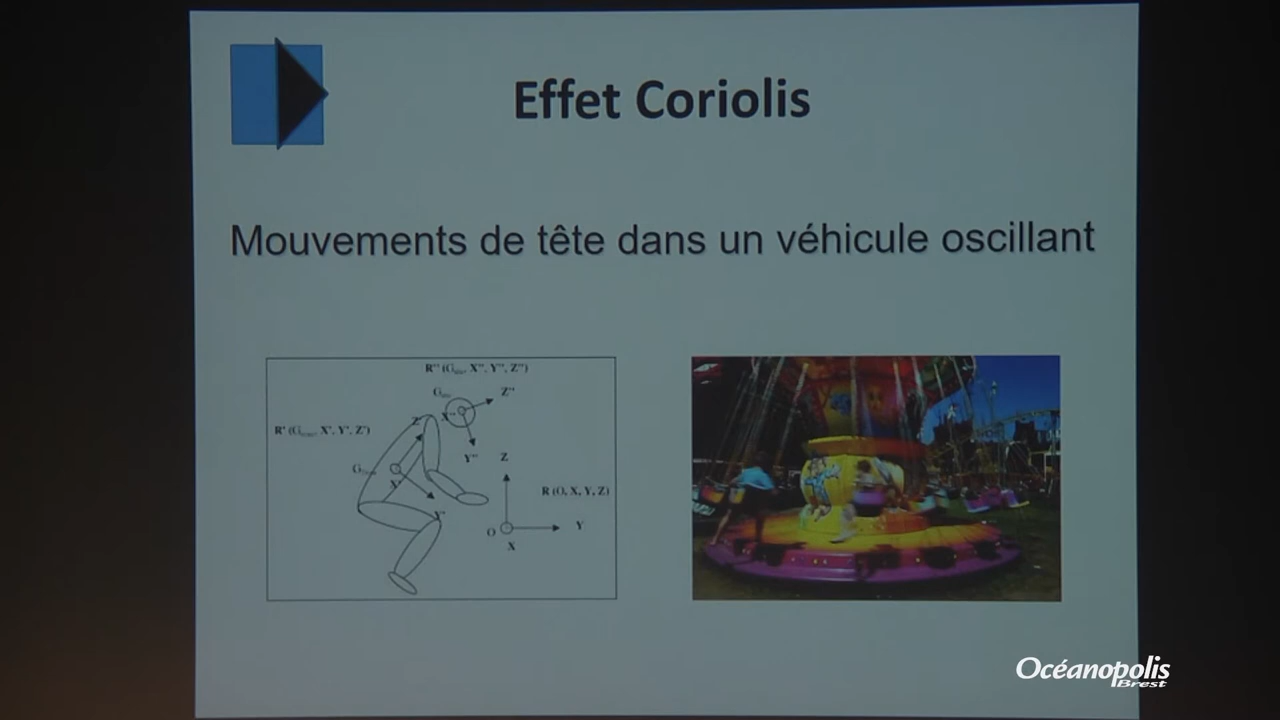 Effet Coriolis
Mouvements de tête dans un véhicule oscillant
R'' (G X'', Y'', Z'')
G
Z''
X''
R' (G X', Y', Z')
Z'
Y''
Z
G
X'
R (O, X, Y, Z)
Y'
O
Y
X
Océanopolis
Brest